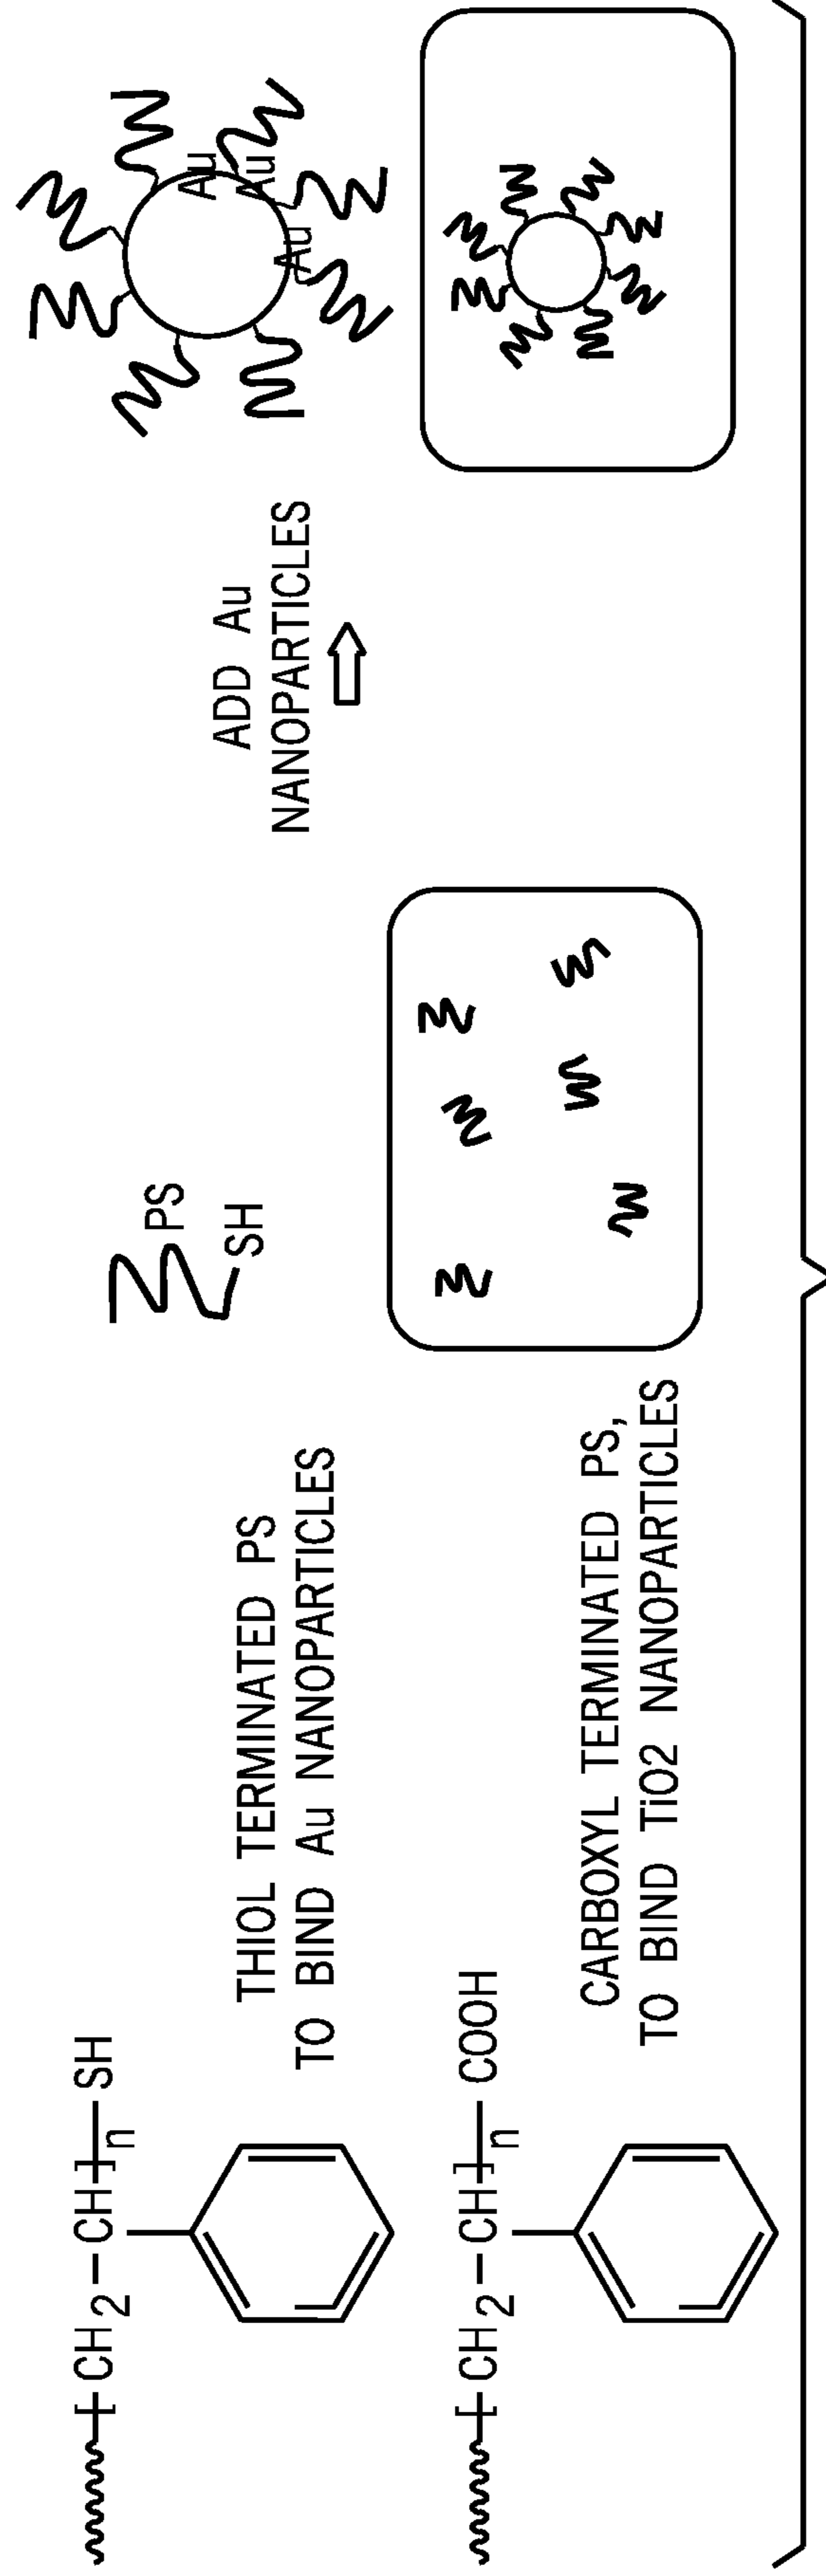 [CH2-CH]n-SH
THIOL TERMINATED PS
TO BIND Au NANOPARTICLES
PS
SH
ADD Au
NANOPARTICLES
Au
Au
Au
[CH2-CH]n-COOH
CARBOXYL TERMINATED PS,
TO BIND TiO2 NANOPARTICLES